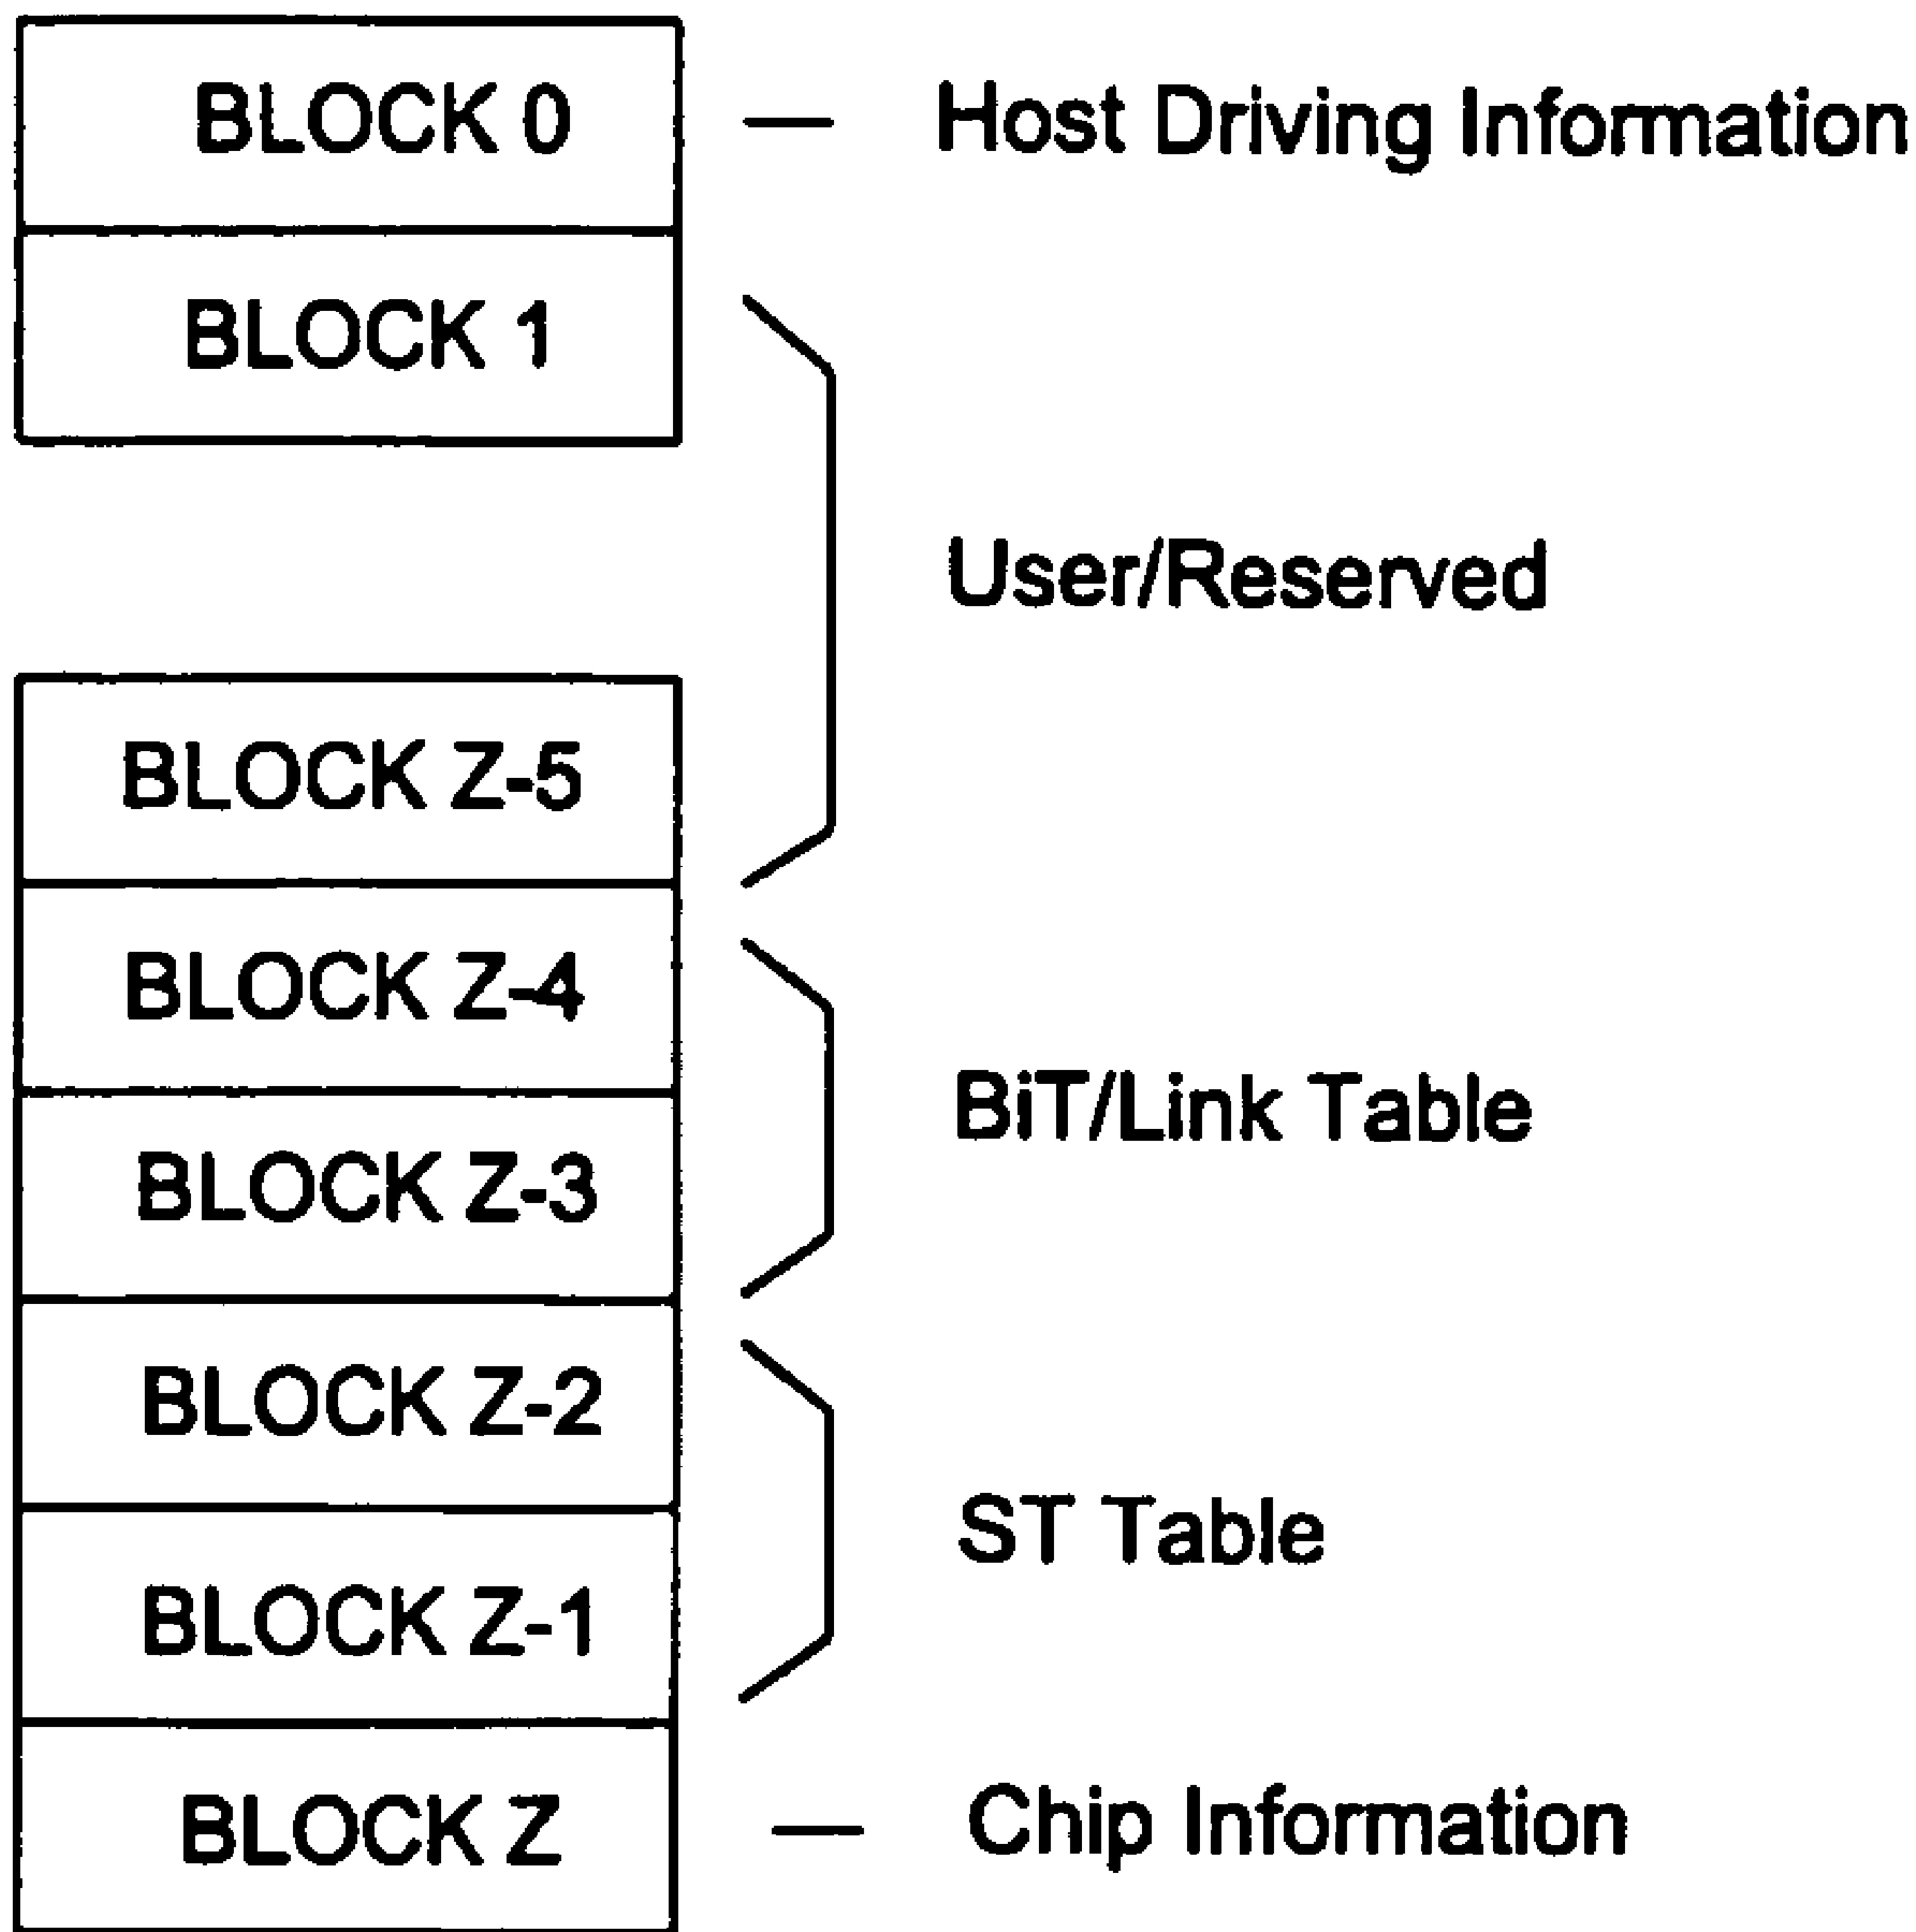 BLOCK 0 — Host Driving Information
BLOCK 1
User/Reserved
BLOCK Z-5
BLOCK Z-4
BiT/Link Table
BLOCK Z-3
BLOCK Z-2
ST Table
BLOCK Z-1
BLOCK Z — Chip Information